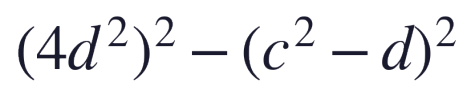 (4d²)² – (c² – d)²